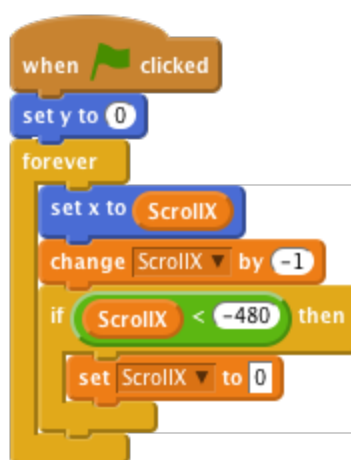 when clicked
set y to 0
forever
set x to ScrollX
change ScrollX by -1
if ScrollX < -480 then
set ScrollX to 0